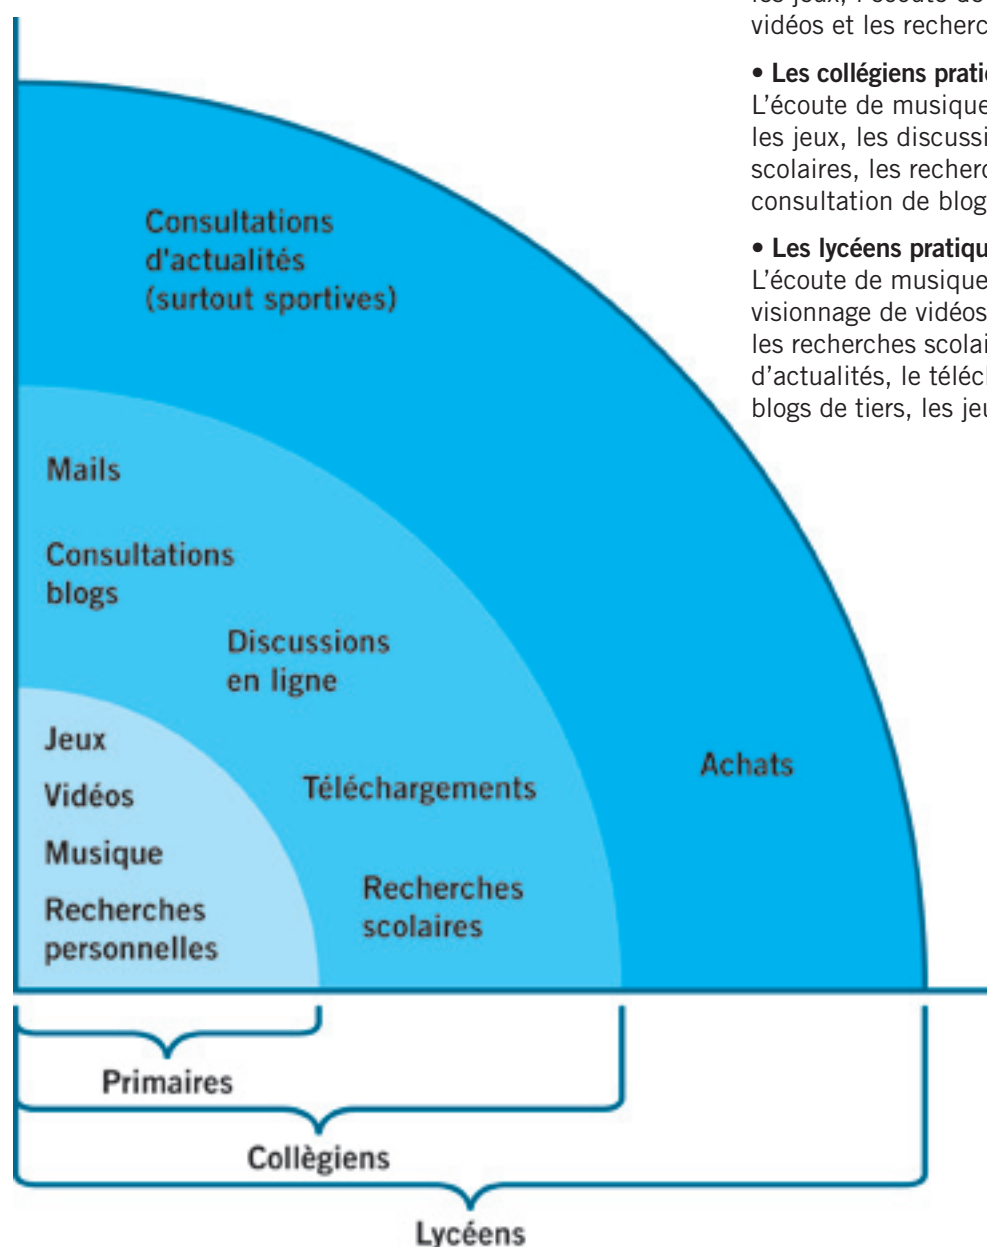 vidéos et les recherc
• Les collégiens prati
L'écoute de musique
les jeux, les discussi
scolaires, les recherc
consultation de blog
• Les lycéens pratiqu
L'écoute de musique
visionnage de vidéos
les recherches scolai
d'actualités, le téléc
blogs de tiers, les jeu
Consultations
d'actualités
(surtout sportives)
Mails
Consultations
blogs
Discussions
en ligne
Jeux
Vidéos
Musique
Recherches
personnelles
Téléchargements
Recherches
scolaires
Achats
Primaires
Collègiens
Lycéens